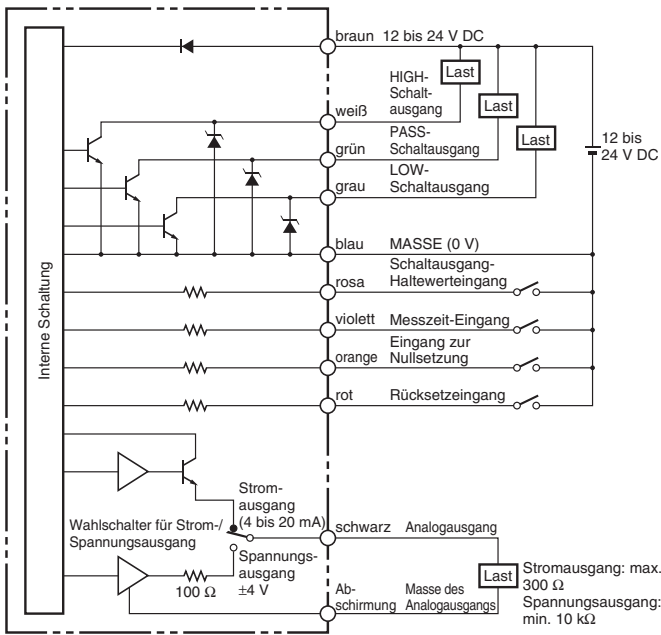 braun 12 bis 24 V DC
HIGH-
Schalt-
ausgang
Last
weiß
Last
PASS-
Schaltausgang
grün
Last
12 bis
24 V DC
LOW-
Schaltausgang
grau
blau MASSE (0 V)
Schaltausgang-
Haltewerteingang
rosa
Interne Schaltung
violett Messzeit-Eingang
Eingang zur
Nullsetzung
orange
rot Rücksetzeingang
Strom-
ausgang
(4 bis 20 mA)
Wahlschalter für Strom-/
Spannungsausgang
schwarz Analogausgang
Spannungs-
ausgang
±4 V
100 Ω
Last
Stromausgang: max.
300 Ω
Spannungsausgang:
min. 10 kΩ
Ab-
schirmung
Masse des
Analogausgangs